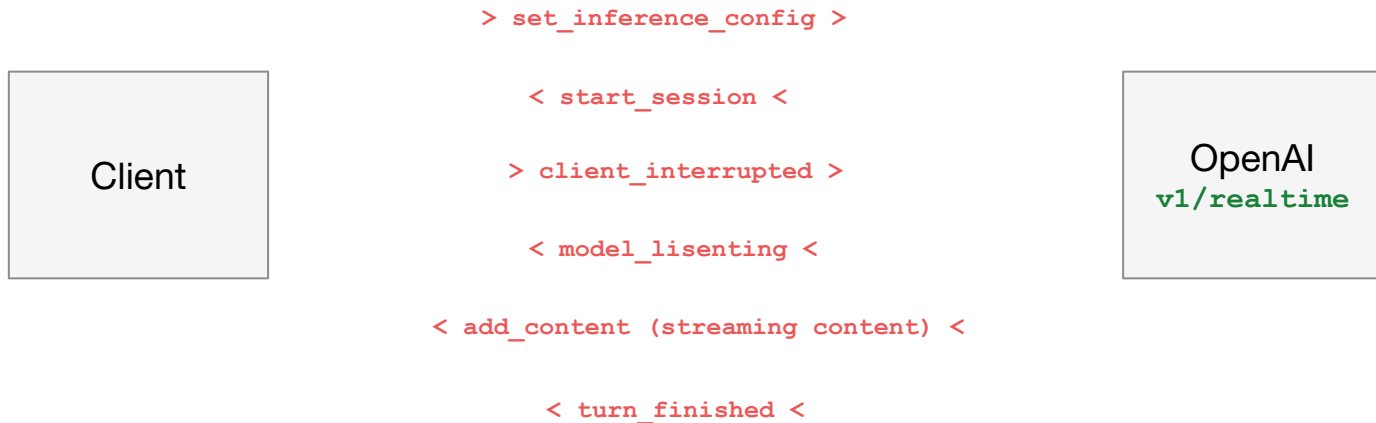 > set_inference_config >
< start_session <
Client
> client_interrupted >
OpenAI
v1/realtime
< model_lisenting <
< add_content (streaming content) <
< turn_finished <